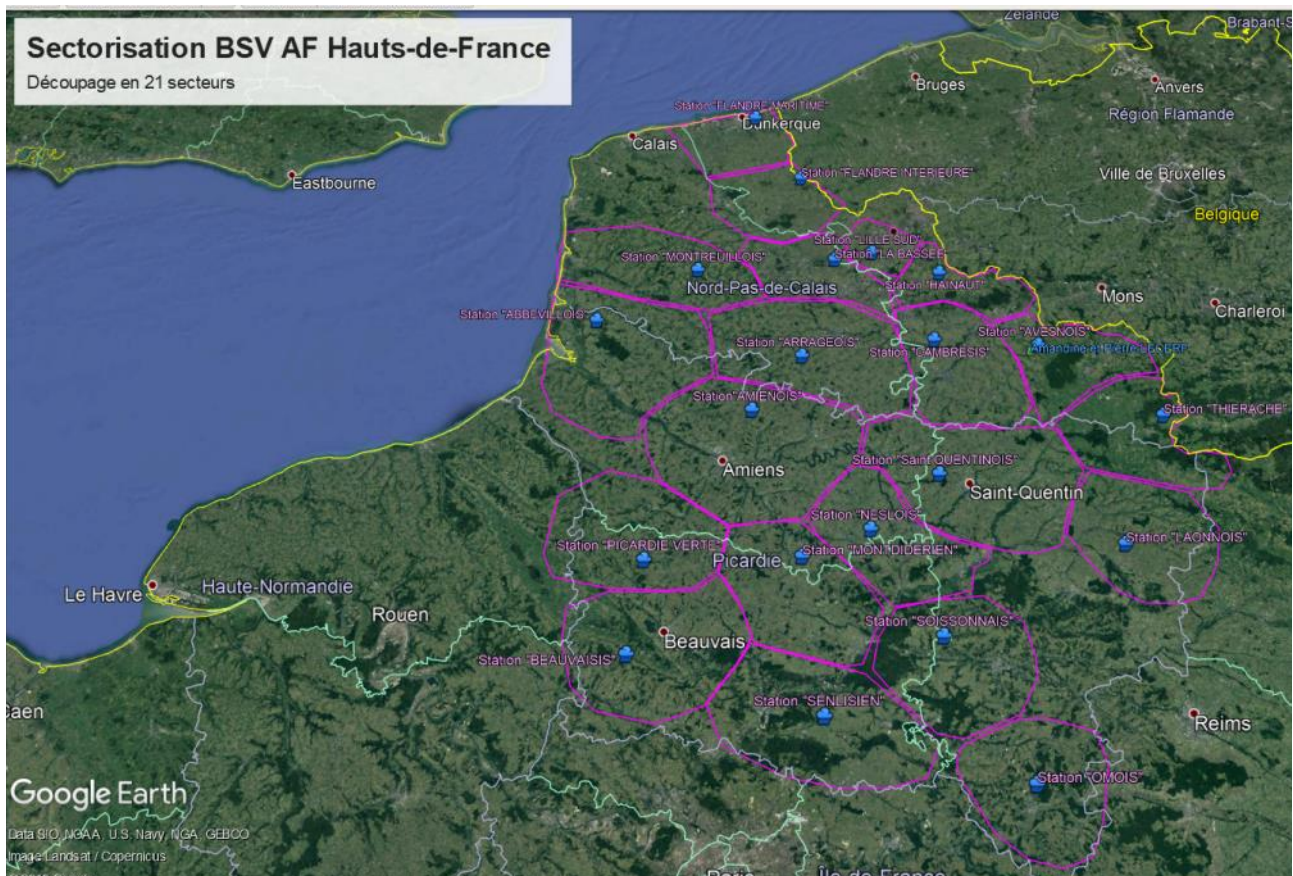 Sectorisation BSV AF Hauts-de-France
Découpage en 21 secteurs
Zélande
Bruges
Anvers
Région Flamande
Station "FLANDRE MARITIME"
Dunkerque
Calais
Eastbourne
Station "FLANDRE INTERIEURE"
Ville de Bruxelles
Belgique
Station "LILLE SUD"
Station "LA BASSEE"
Station "MONTREUILLOIS"
Nord-Pas-de-Calais
Station "HAINAUT"
Mons
Charleroi
Station "ABBEVILLOIS"
Station "ARRAGEOIS"
Station "CAMBRESIS"
Station "AVESNOIS"
Station "AMIENOIS"
Station "THIERACHE"
Amiens
Station "Saint-QUENTINOIS"
Saint-Quentin
Station "NESLOIS"
Station "LAONNOIS"
Station "PICARDIE VERTE"
Picardie
Station "MONTDIDERIEN"
Le Havre
Haute-Normandie
Rouen
Beauvais
Station "SOISSONNAIS"
Station "BEAUVAISIS"
Station "SENLISIEN"
Reims
Caen
Station "OMOIS"
Google Earth
Data SIO, NOAA, U.S. Navy, NGA, GEBCO
Image Landsat / Copernicus
Paris
Île-de-France